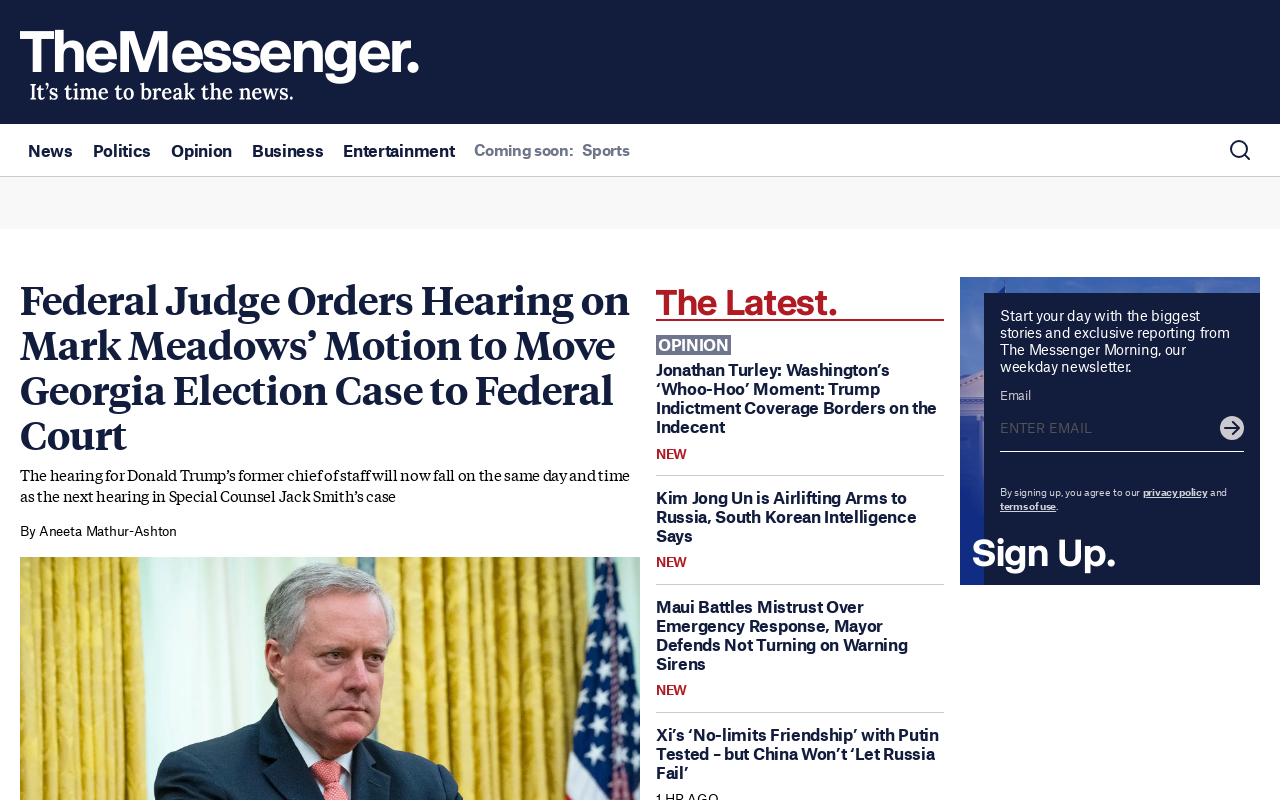 TheMessenger.
It's time to break the news.
News Politics Opinion Business Entertainment Coming soon: Sports
Federal Judge Orders Hearing on
Mark Meadows’ Motion to Move
Georgia Election Case to Federal
Court
The hearing for Donald Trump’s former chief of staff will now fall on the same day and time
as the next hearing in Special Counsel Jack Smith’s case
By Aneeta Mathur-Ashton
The Latest.
OPINION
Jonathan Turley: Washington’s
‘Whoo-Hoo’ Moment: Trump
Indictment Coverage Borders on the
Indecent
NEW
Kim Jong Un is Airlifting Arms to
Russia, South Korean Intelligence
Says
NEW
Maui Battles Mistrust Over
Emergency Response, Mayor
Defends Not Turning on Warning
Sirens
NEW
Xi’s ‘No-limits Friendship’ with Putin
Tested – but China Won’t ‘Let Russia
Fail’
1 HR AGO
Start your day with the biggest
stories and exclusive reporting from
The Messenger Morning, our
weekday newsletter.
Email
ENTER EMAIL
By signing up, you agree to our privacy policy and
terms of use.
Sign Up.